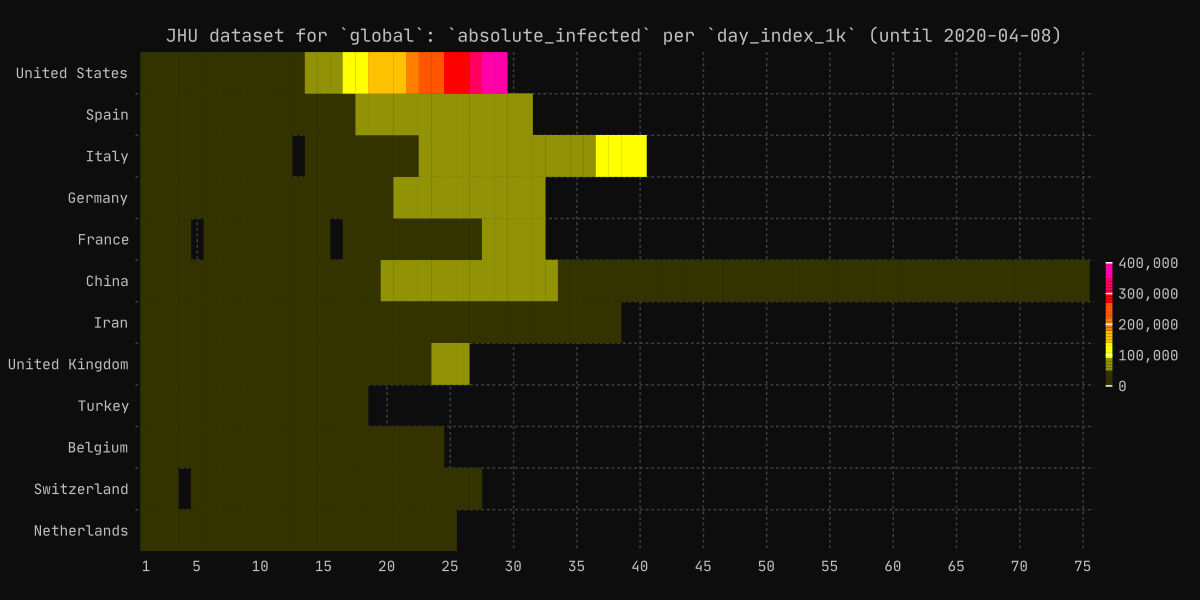 JHU dataset for `global`: `absolute_infected` per `day_index_1k` (until 2020-04-08)
United States
Spain
Italy
Germany
France
China
Iran
United Kingdom
Turkey
Belgium
Switzerland
Netherlands
1 5 10 15 20 25 30 35 40 45 50 55 60 65 70 75
400,000
300,000
200,000
100,000
0